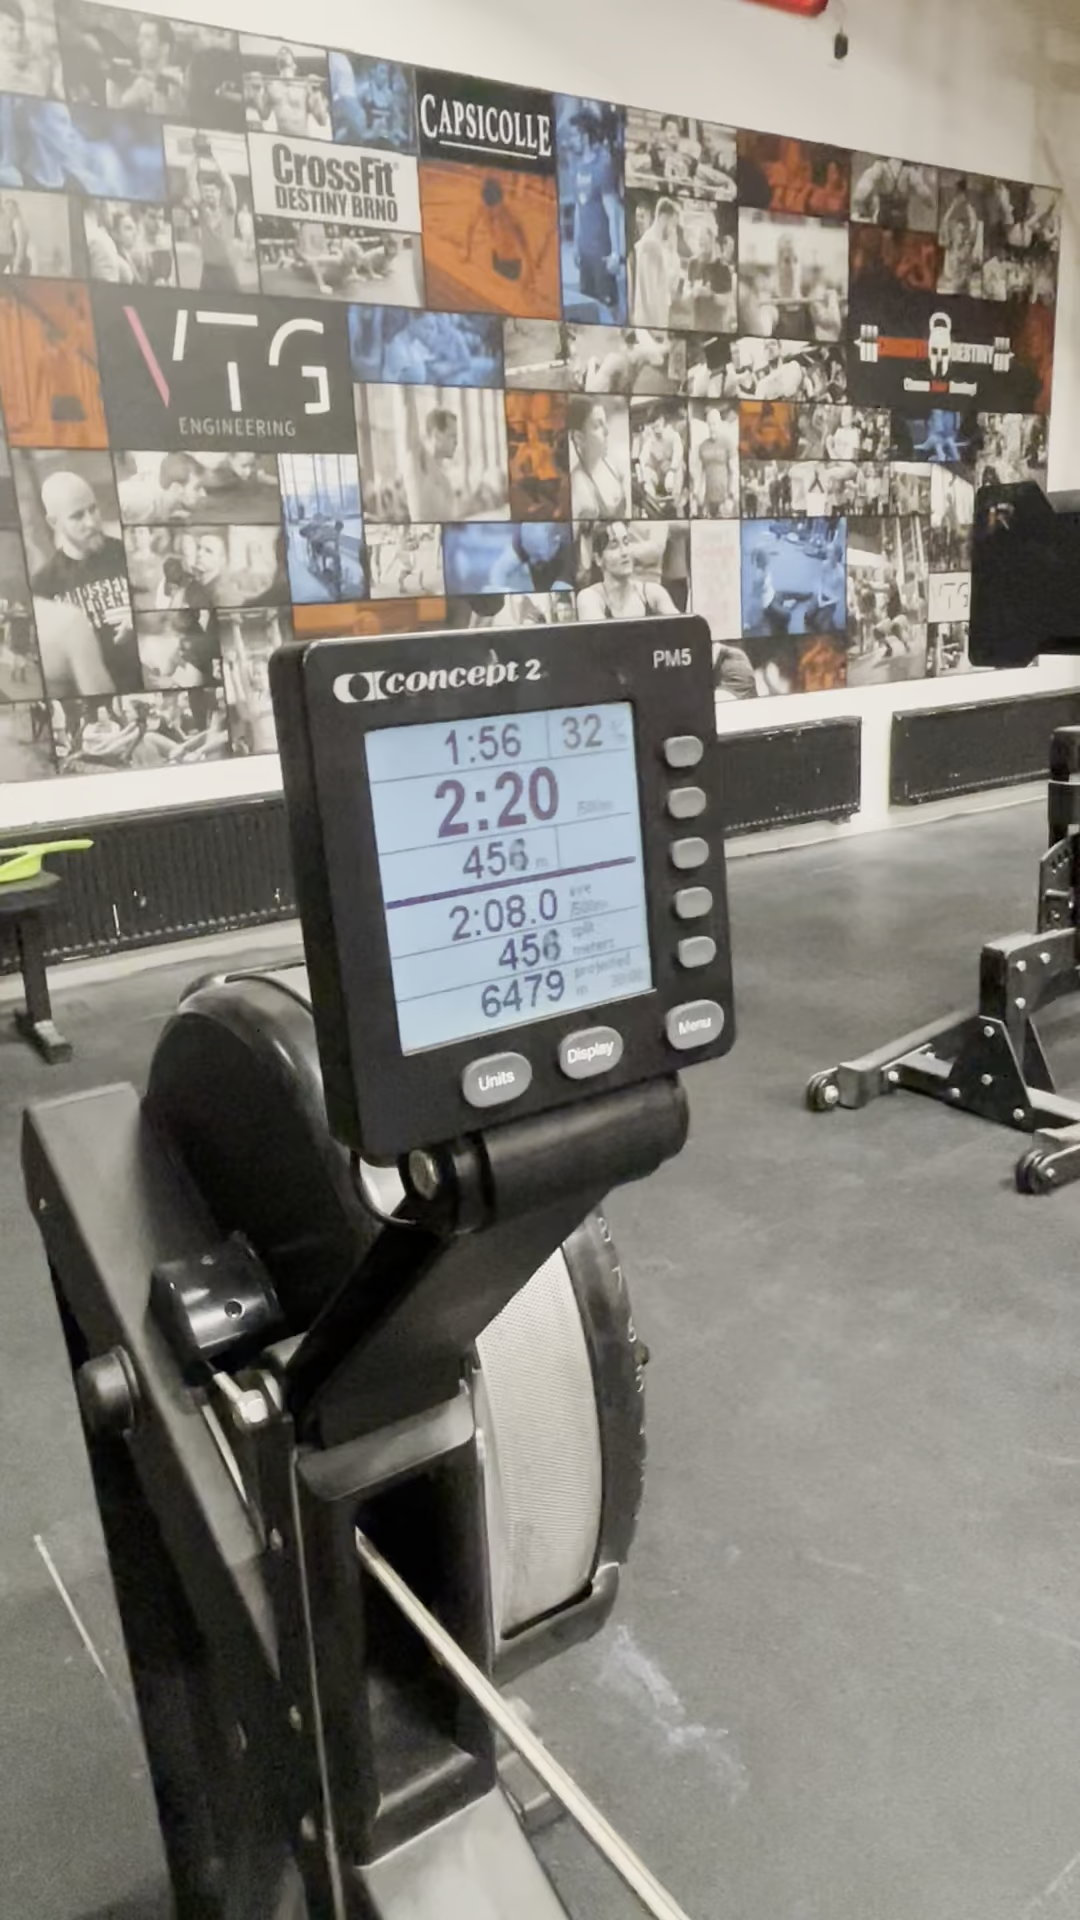 CAPSICOLLE
CrossFit®
DESTINY BRNO
VTG
ENGINEERING
DESTINY
VTG
concept 2
PM5
1:56 32
2:20 /500m
456 m
2:08.0 ave /500m
456 split meters
6479 projected m
Units
Display
Menu